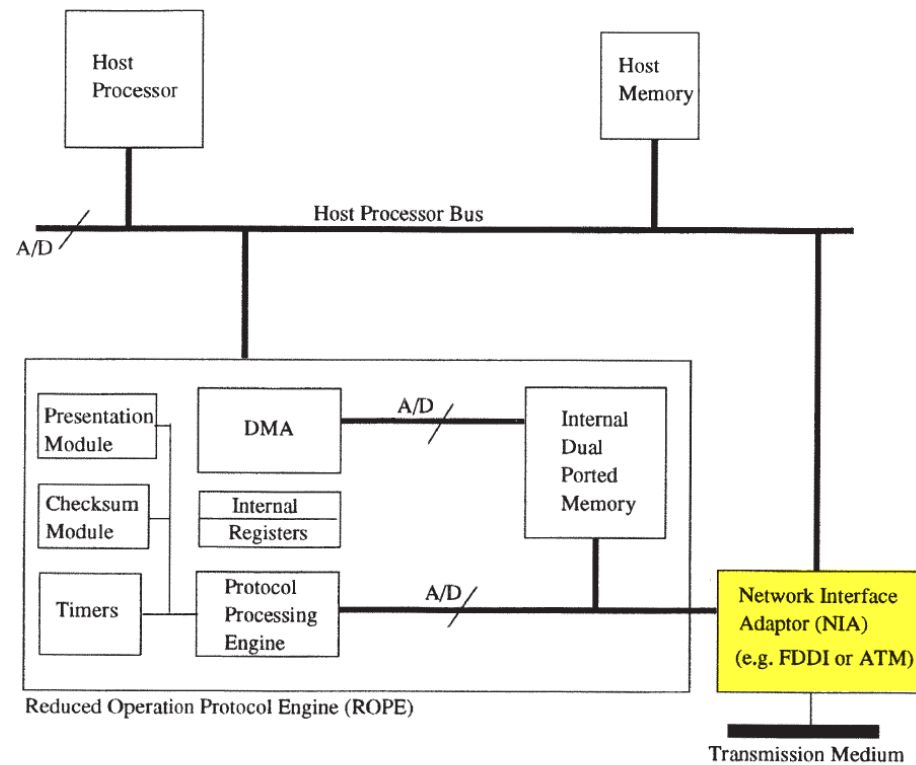 Host
Processor
Host
Memory
Host Processor Bus
A/D
Presentation
Module
DMA
A/D
Internal
Dual
Ported
Memory
Checksum
Module
Internal
Registers
Timers
Protocol
Processing
Engine
A/D
Network Interface
Adaptor (NIA)
(e.g. FDDI or ATM)
Reduced Operation Protocol Engine (ROPE)
Transmission Medium